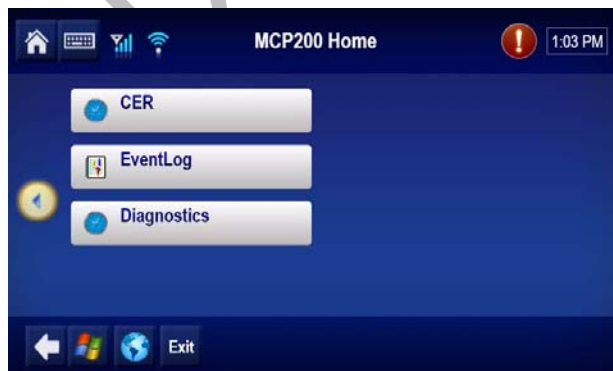 MCP200 Home
1:03 PM
CER
EventLog
Diagnostics
Exit